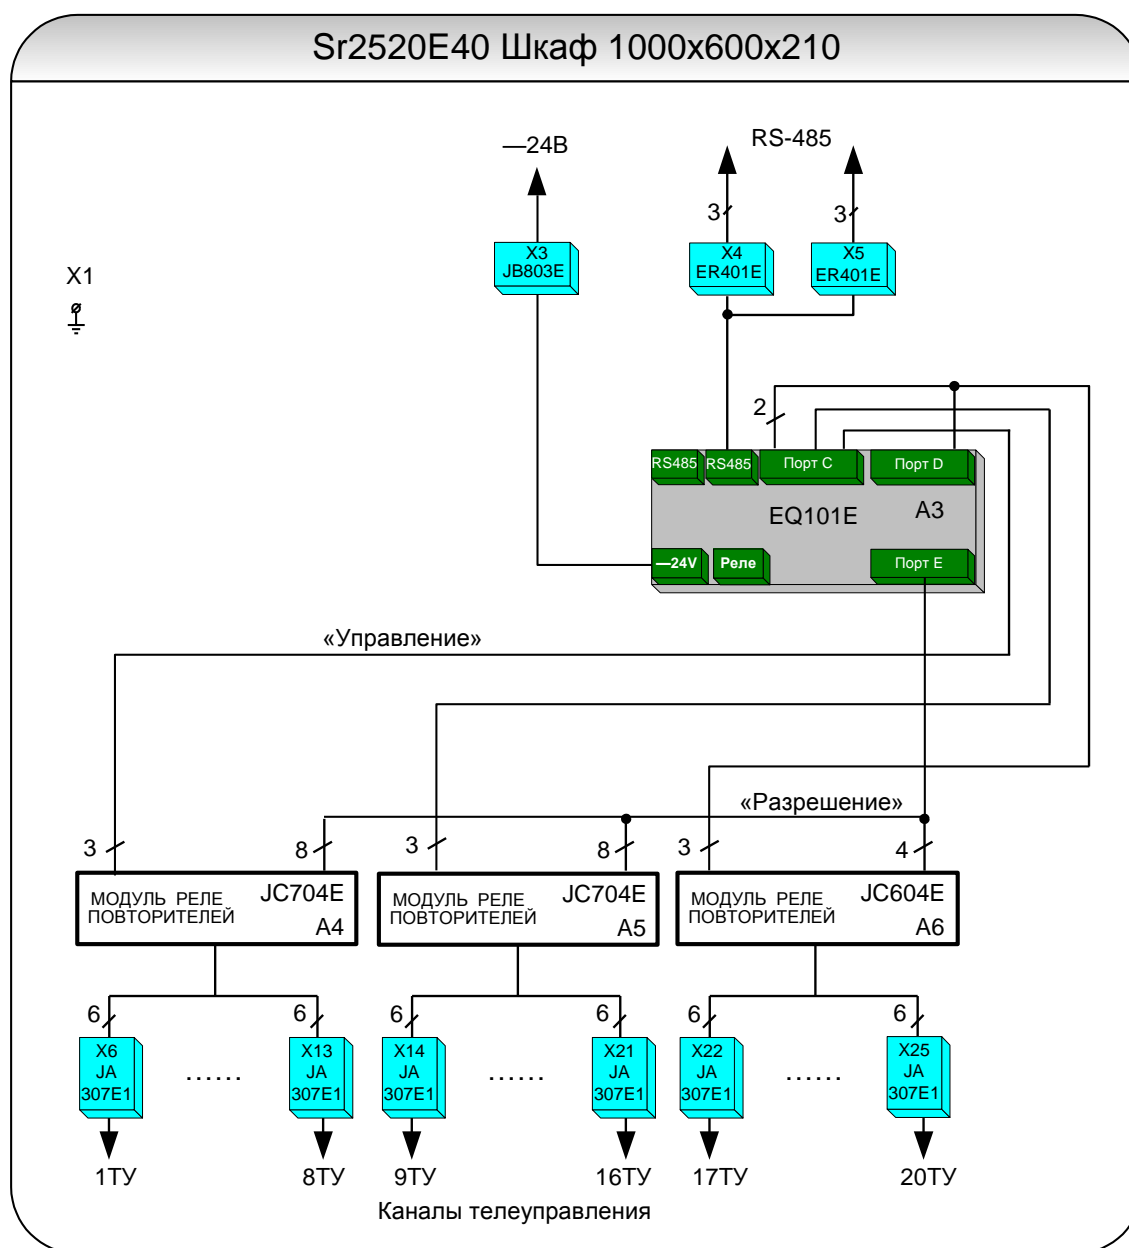 Sr2520E40 Шкаф 1000x600x210
—24В
RS-485
3
3
X3
JB803E
X4
ER401E
X5
ER401E
X1
2
RS485
RS485
Порт C
Порт D
EQ101E
A3
—24V
Реле
Порт E
«Управление»
«Разрешение»
3
8
3
8
3
4
МОДУЛЬ РЕЛЕ
ПОВТОРИТЕЛЕЙ
JC704E
A4
МОДУЛЬ РЕЛЕ
ПОВТОРИТЕЛЕЙ
JC704E
A5
МОДУЛЬ РЕЛЕ
ПОВТОРИТЕЛЕЙ
JC604E
A6
6
6
6
6
6
6
X6
JA
307E1
......
X13
JA
307E1
X14
JA
307E1
......
X21
JA
307E1
X22
JA
307E1
......
X25
JA
307E1
1ТУ
8ТУ
9ТУ
16ТУ
17ТУ
20ТУ
Каналы телеуправления